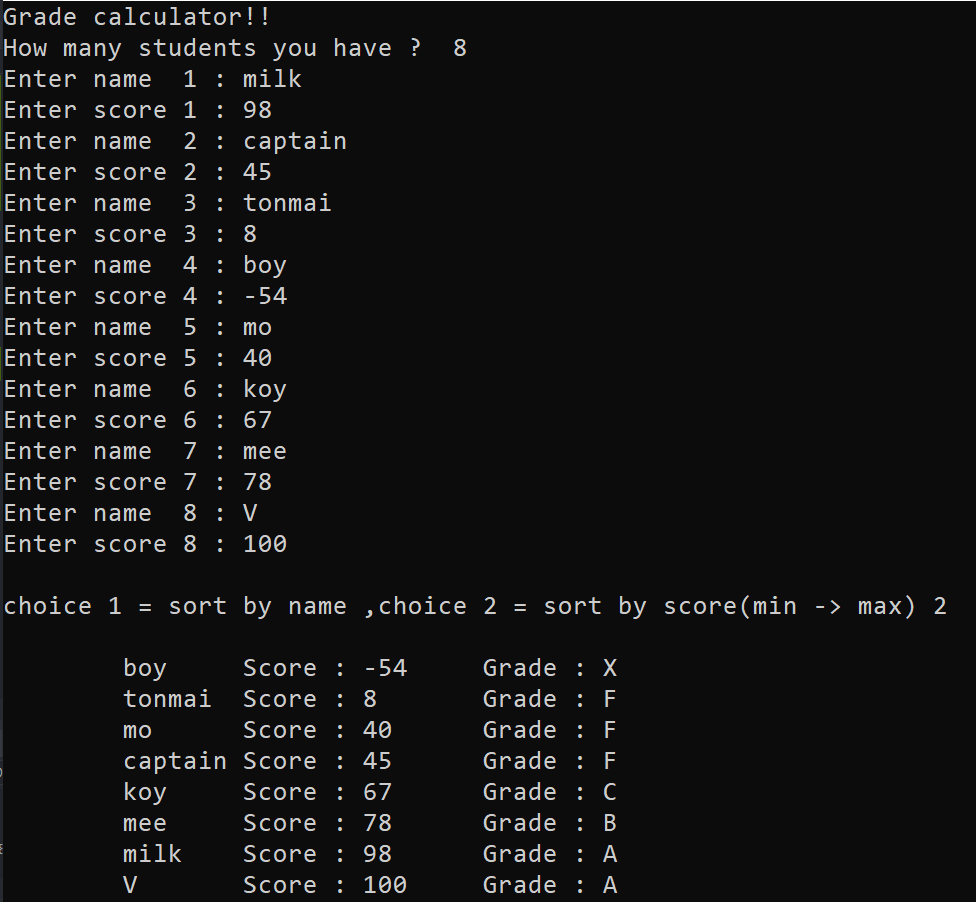 Grade calculator!!
How many students you have ?  8
Enter name  1 : milk
Enter score 1 : 98
Enter name  2 : captain
Enter score 2 : 45
Enter name  3 : tonmai
Enter score 3 : 8
Enter name  4 : boy
Enter score 4 : -54
Enter name  5 : mo
Enter score 5 : 40
Enter name  6 : koy
Enter score 6 : 67
Enter name  7 : mee
Enter score 7 : 78
Enter name  8 : V
Enter score 8 : 100
choice 1 = sort by name ,choice 2 = sort by score(min -> max) 2
boy     Score : -54     Grade : X
tonmai  Score : 8       Grade : F
mo      Score : 40      Grade : F
captain Score : 45      Grade : F
koy     Score : 67      Grade : C
mee     Score : 78      Grade : B
milk    Score : 98      Grade : A
V       Score : 100     Grade : A